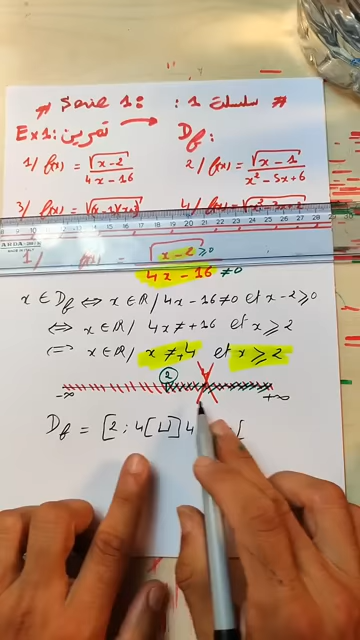 # Serie 1: : 1 سلسلة #
Ex1: تمرين → Df:
1/ f(x) = √(x-2) / 4x-16 2/ f(x) = √(x-1) / x²-5x+6
3/ f(x) = 4/ f(x) =
1/ f(x) = √(x-2) ≥0 / 4x-16 ≠0
x ∈ Df ⇔ x ∈ ℝ / 4x-16≠0 et x-2≥0
⇔ x ∈ ℝ / 4x≠+16 et x≥2
⇔ x ∈ ℝ / x≠+4 et x≥2
2
-∞ +∞
Df = [2; 4[∪]4 [